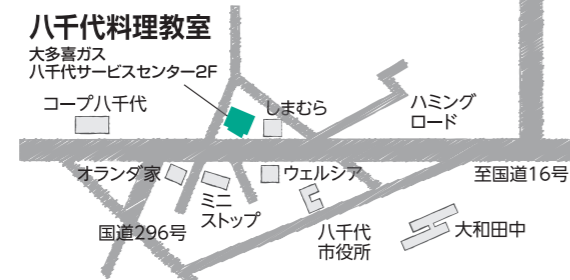 八千代料理教室
大多喜ガス
八千代サービスセンター2F
コープ八千代
しまむら
ハミング
ロード
オランダ家
ミニ
ストップ
ウェルシア
至国道16号
国道296号
八千代
市役所
大和田中